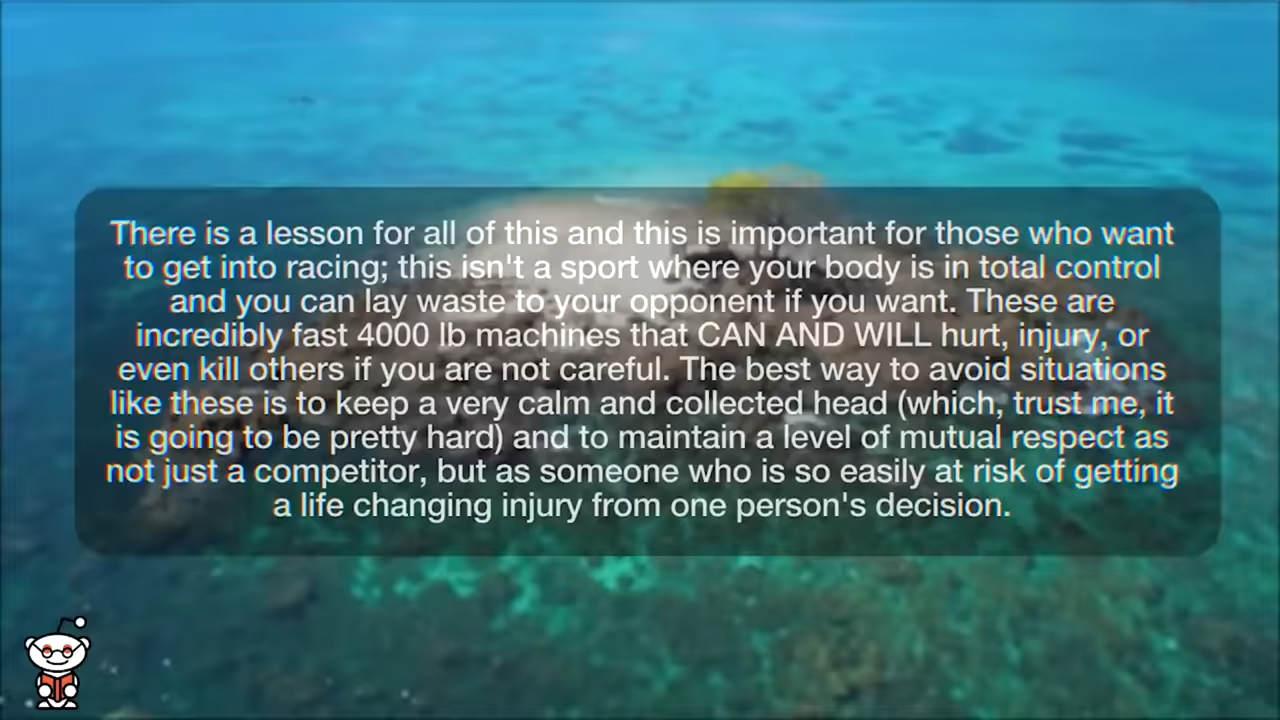 There is a lesson for all of this and this is important for those who want
to get into racing; this isn't a sport where your body is in total control
and you can lay waste to your opponent if you want. These are
incredibly fast 4000 lb machines that CAN AND WILL hurt, injury, or
even kill others if you are not careful. The best way to avoid situations
like these is to keep a very calm and collected head (which, trust me, it
is going to be pretty hard) and to maintain a level of mutual respect as
not just a competitor, but as someone who is so easily at risk of getting
a life changing injury from one person's decision.